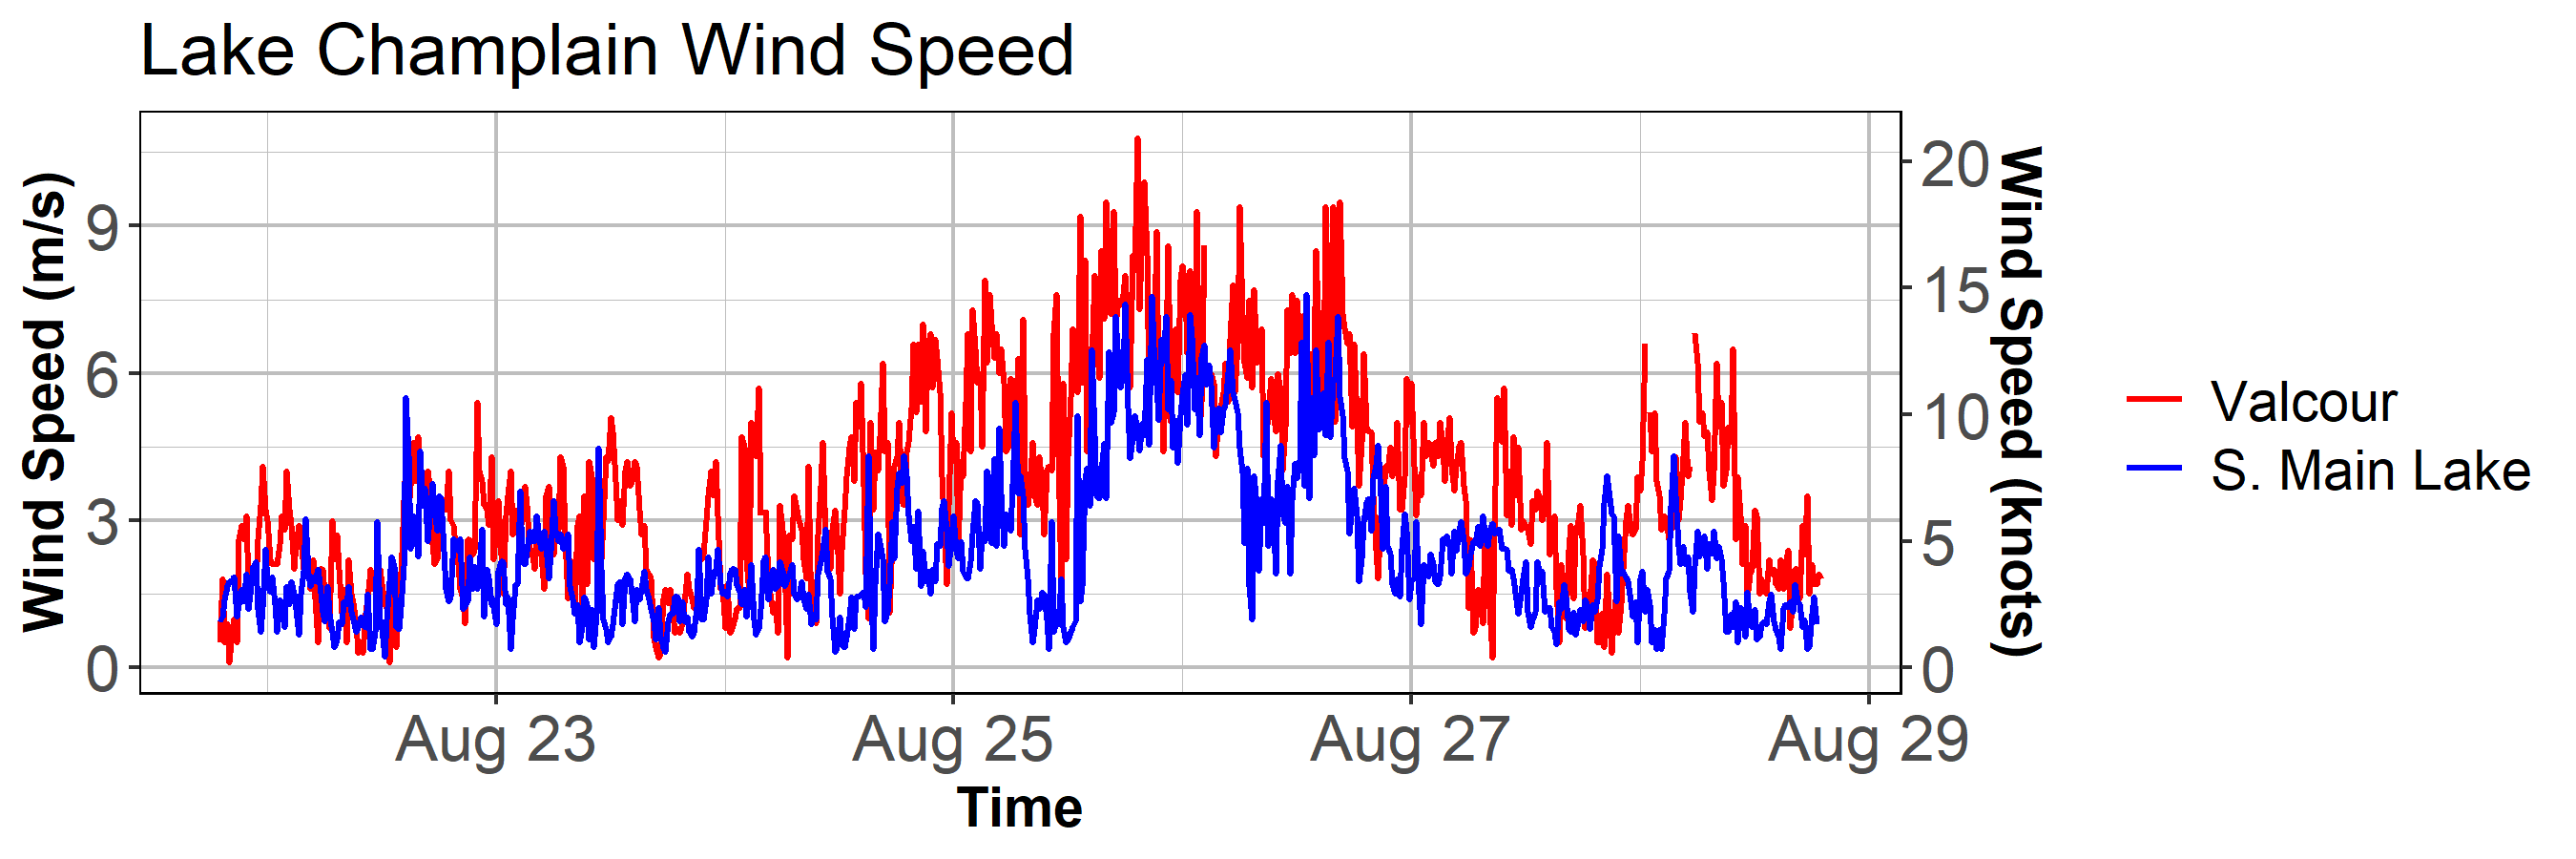 Lake Champlain Wind Speed
Wind Speed (m/s)
9
6
3
0
20
15
10
5
0
Wind Speed (knots)
Aug 23
Aug 25
Aug 27
Aug 29
Time
Valcour
S. Main Lake